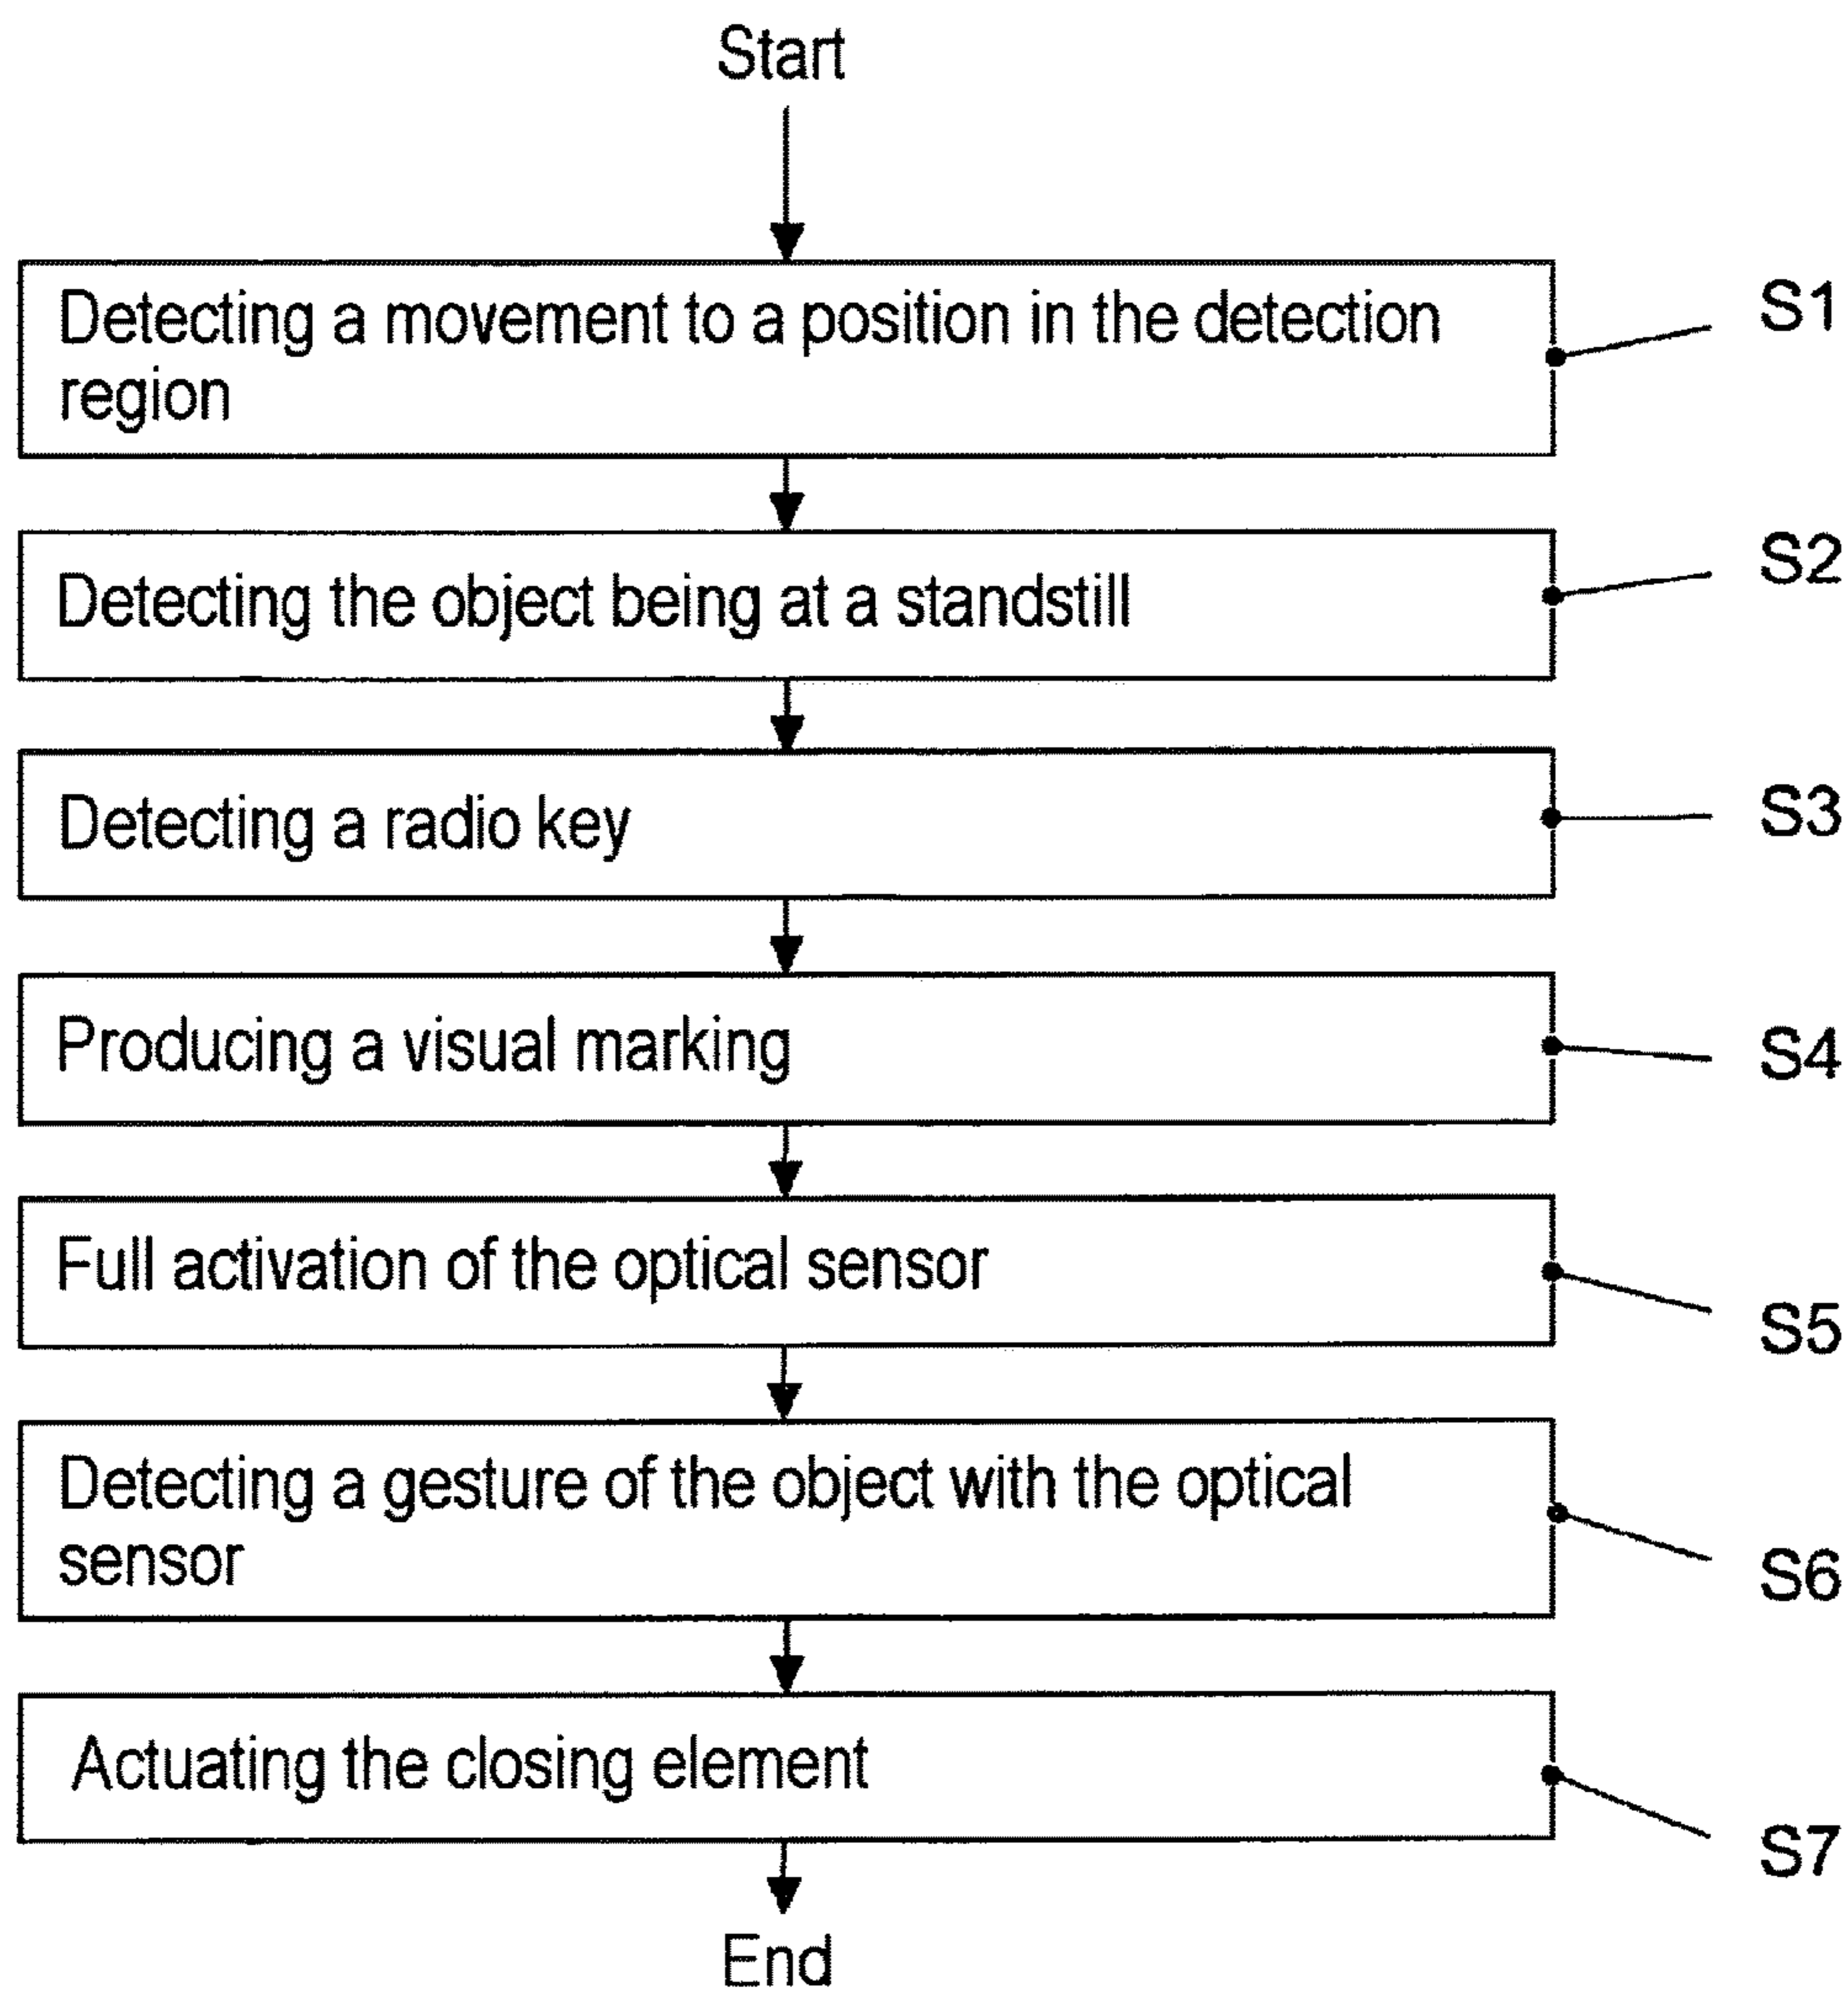 Start
Detecting a movement to a position in the detection
region
S1
Detecting the object being at a standstill
S2
Detecting a radio key
S3
Producing a visual marking
S4
Full activation of the optical sensor
S5
Detecting a gesture of the object with the optical
sensor
S6
Actuating the closing element
S7
End